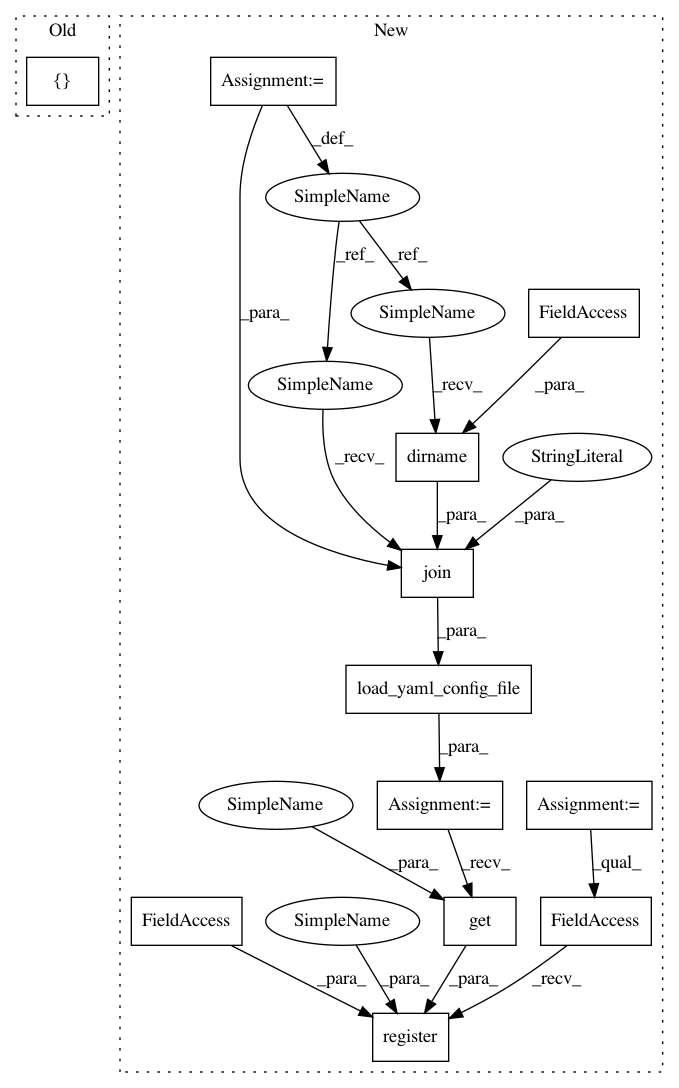 Old
New
{}
Assignment:=
_def_
SimpleName
_para_
_ref_
_ref_
SimpleName
FieldAccess
SimpleName
_recv_
_para_
_recv_
dirname
StringLiteral
_para_
_para_
join
_para_
load_yaml_config_file
_para_
SimpleName
Assignment:=
Assignment:=
_para_
_recv_
_qual_
FieldAccess
SimpleName
get
FieldAccess
_para_
_para_
_para_
_recv_
register